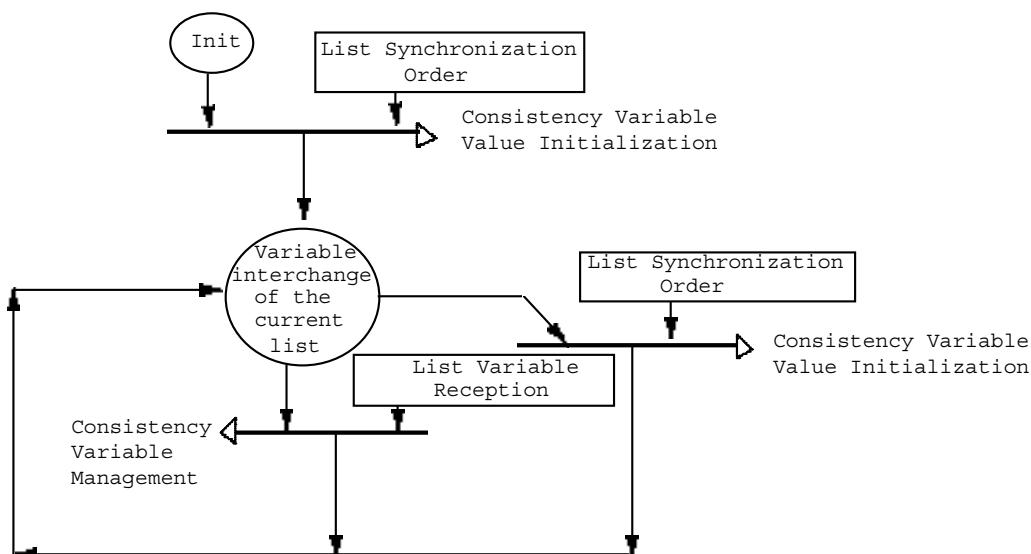 Init
List Synchronization
Order
Consistency Variable
Value Initialization
Variable
interchange
of the
current
list
List Synchronization
Order
Consistency Variable
Value Initialization
List Variable
Reception
Consistency
Variable
Management